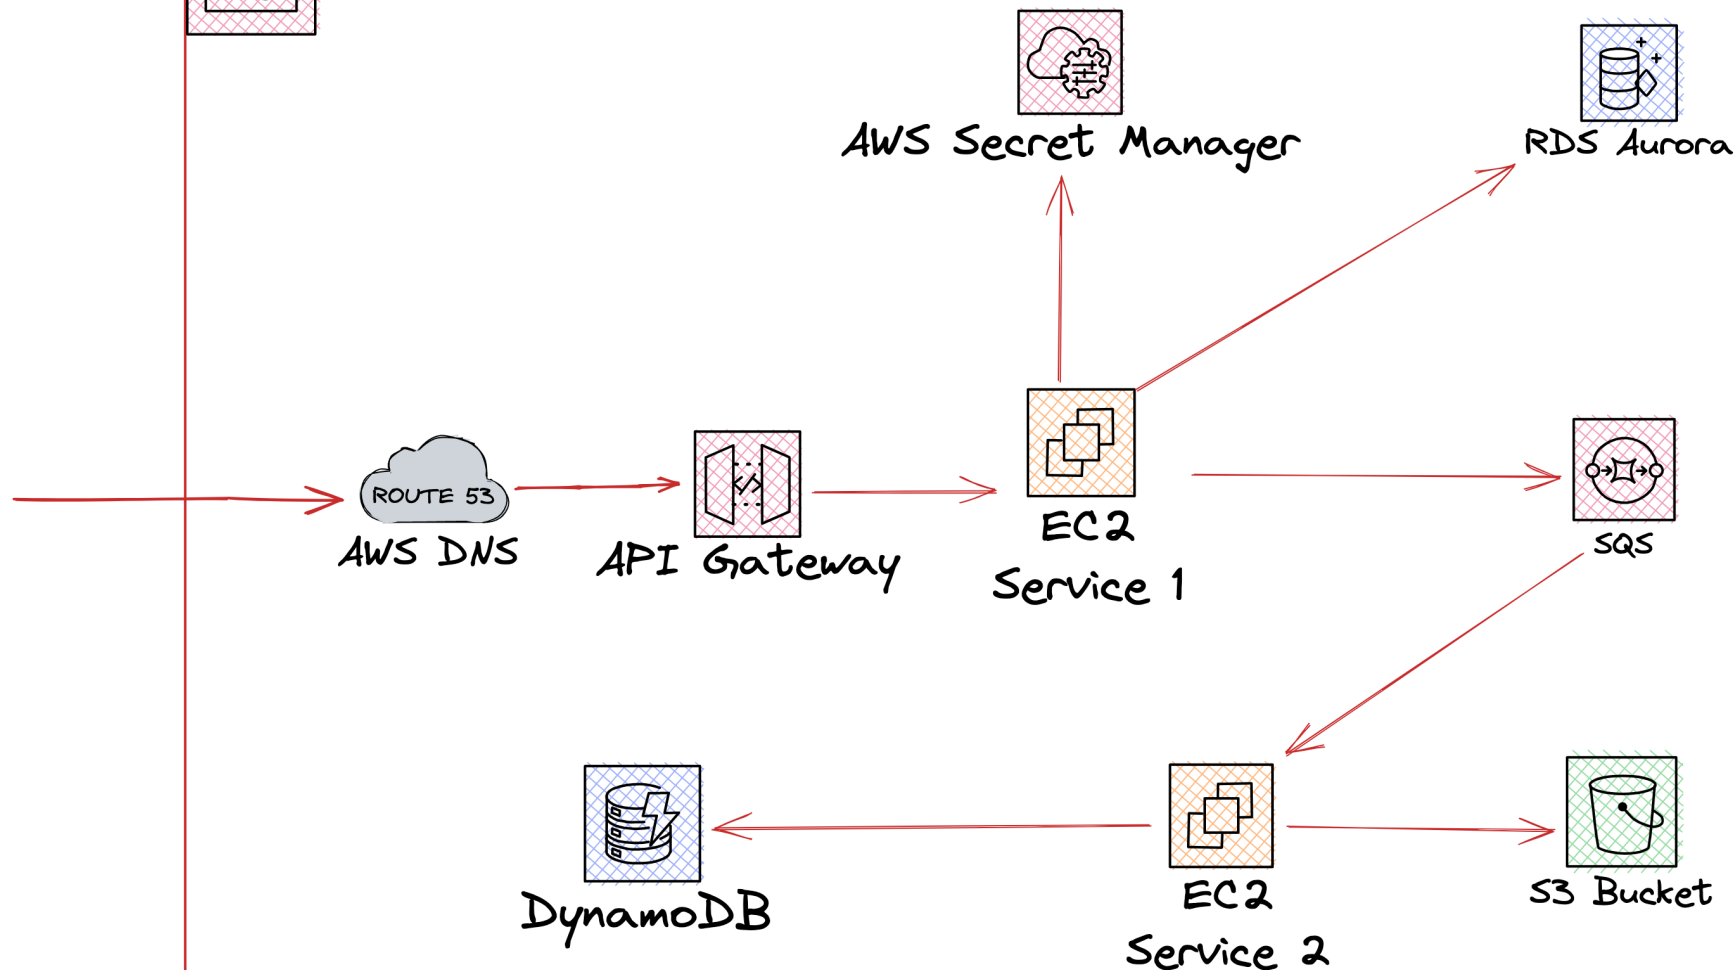 AWS Secret Manager
RDS Aurora
ROUTE 53
AWS DNS
API Gateway
EC2
Service 1
SQS
DynamoDB
EC2
Service 2
S3 Bucket